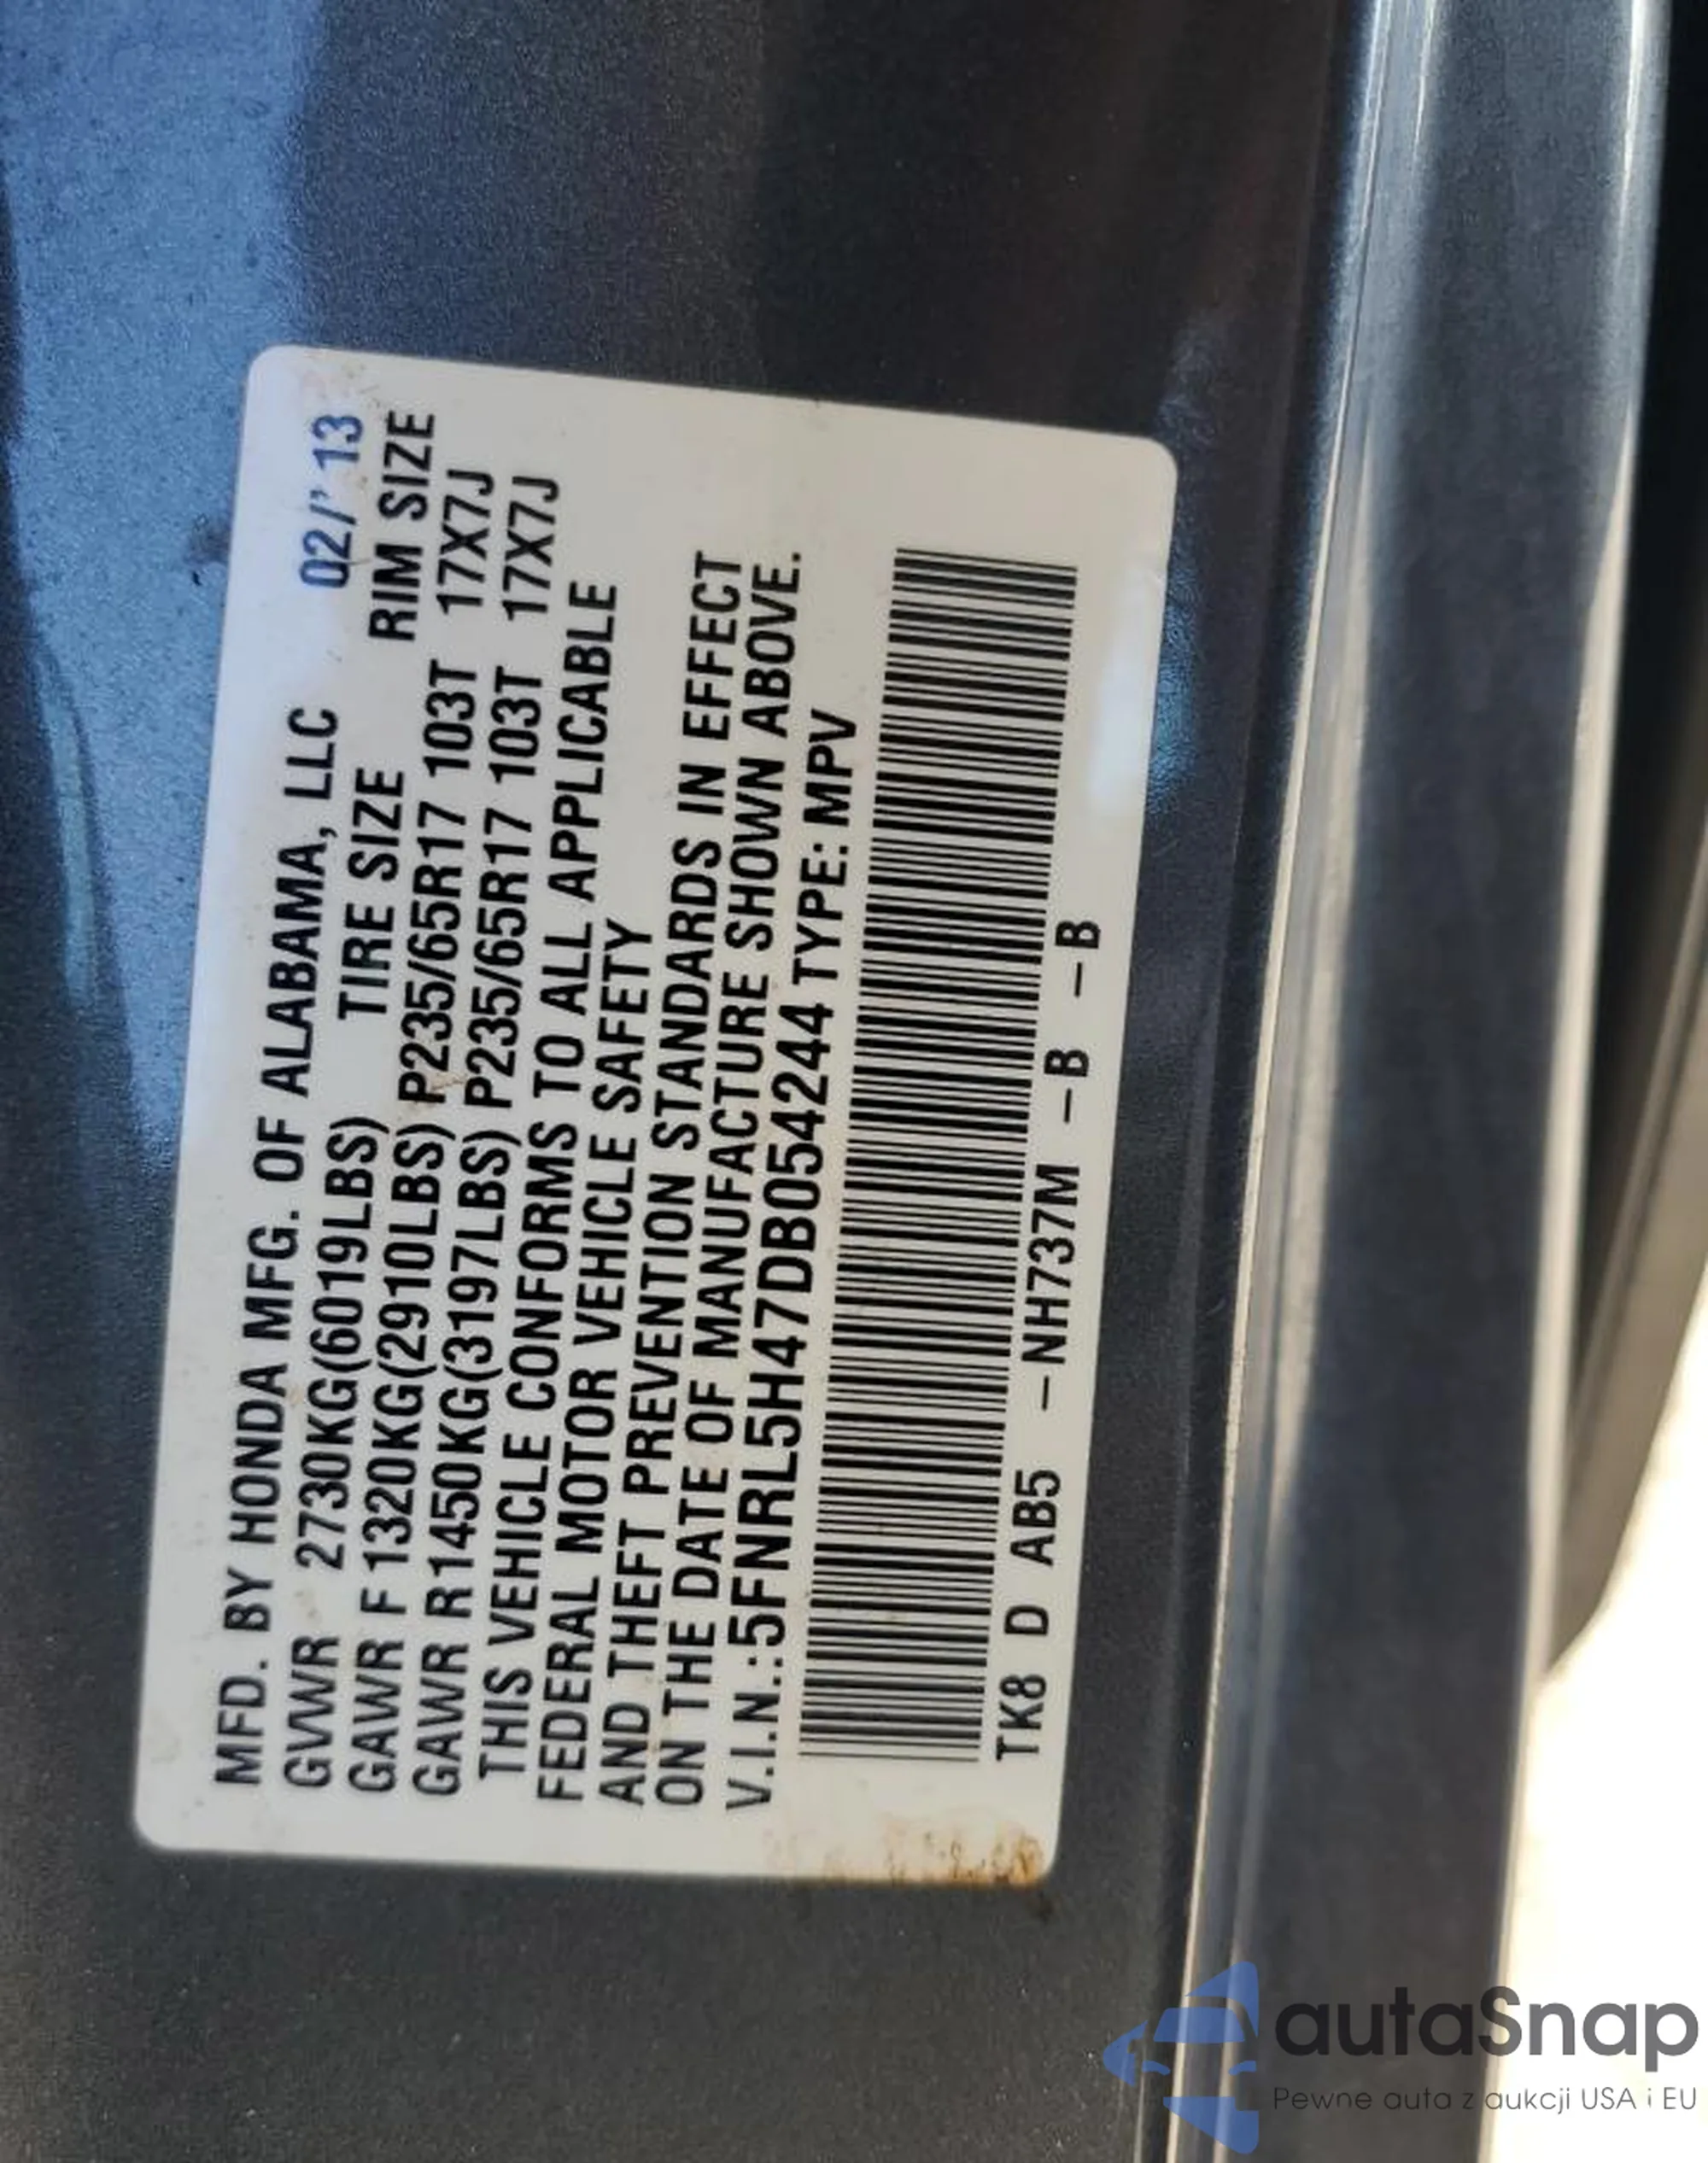 MFD. BY HONDA MFG. OF ALABAMA, LLC 02/'13
GVWR 2730KG(6019LBS) TIRE SIZE RIM SIZE
GAWR F 1320KG(2910LBS) P235/65R17 103T 17X7J
GAWR R1450KG(3197LBS) P235/65R17 103T 17X7J
THIS VEHICLE CONFORMS TO ALL APPLICABLE
FEDERAL MOTOR VEHICLE SAFETY
AND THEFT PREVENTION STANDARDS IN EFFECT
ON THE DATE OF MANUFACTURE SHOWN ABOVE.
V.I.N.:5FNRL5H47DB054244 TYPE: MPV
TK8 D AB5 –NH737M –B –B
autaSnap
Pewne auta z aukcji USA i EU